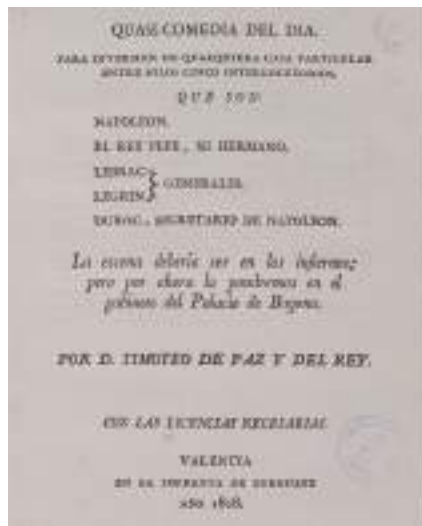 QUASI COMEDIA DEL DIA.
PARA DIVERSION DE QUALQUIERA CASA PARTICULAR
ENTRE SOLOS CINCO INTERLOCUTORES,
QUE SON
NAPOLEON.
EL REY PEPE, SU HERMANO.
GENERALES.
DUROC, SECRETARIO DE NAPOLEON.
La escena debería ser en los infiernos;
pero por ahora la pondremos en el
gabinete del Palacio de Bayona.
POR D. TIMOTEO DE PAZ Y DEL REY.
CON LAS LICENCIAS NECESARIAS.
VALENCIA
EN LA IMPRENTA DE
AÑO 1808.